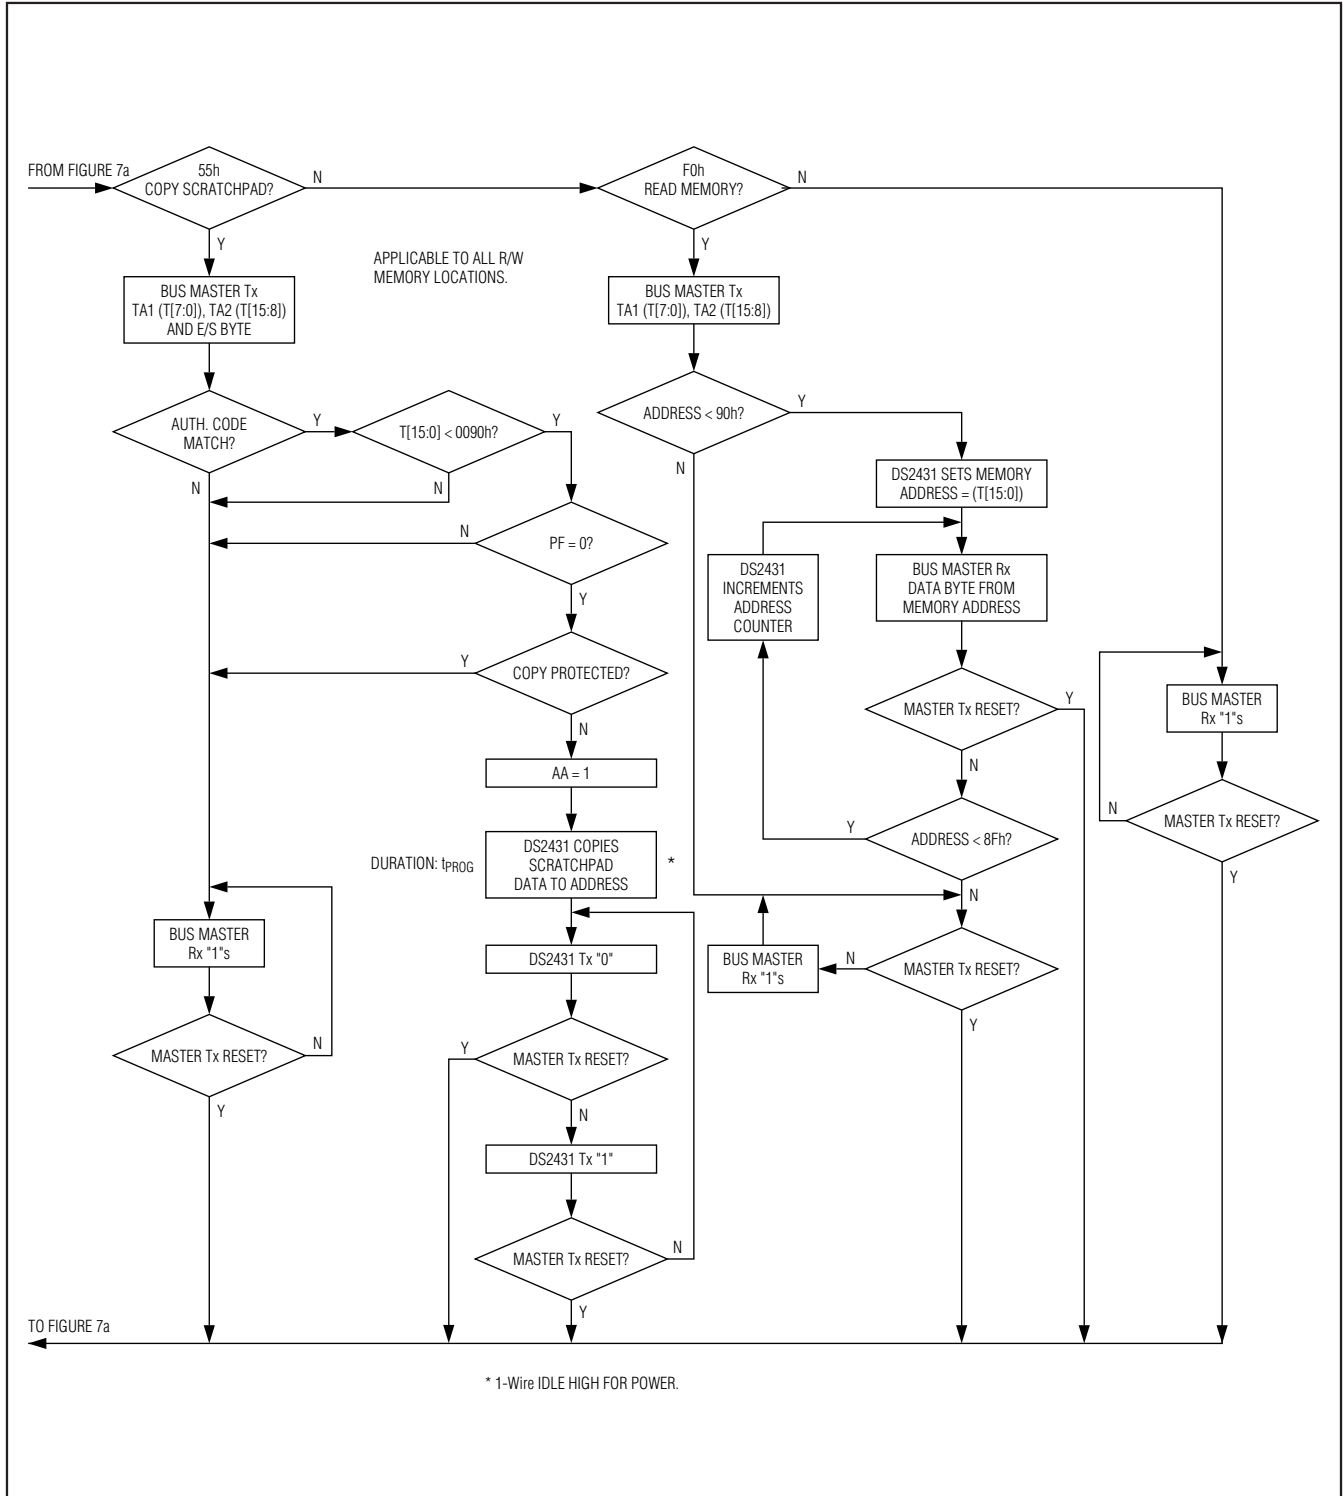 FROM FIGURE 7a
55h
COPY SCRATCHPAD?
N
F0h
READ MEMORY?
N
Y
Y
APPLICABLE TO ALL R/W
MEMORY LOCATIONS.
BUS MASTER Tx
TA1 (T[7:0]), TA2 (T[15:8])
AND E/S BYTE
BUS MASTER Tx
TA1 (T[7:0]), TA2 (T[15:8])
AUTH. CODE
MATCH?
Y
N
T[15:0] < 0090h?
Y
N
ADDRESS < 90h?
Y
N
DS2431 SETS MEMORY
ADDRESS = (T[15:0])
PF = 0?
N
Y
DS2431
INCREMENTS
ADDRESS
COUNTER
BUS MASTER Rx
DATA BYTE FROM
MEMORY ADDRESS
COPY PROTECTED?
Y
N
MASTER Tx RESET?
Y
N
BUS MASTER
Rx "1"s
AA = 1
ADDRESS < 8Fh?
Y
N
MASTER Tx RESET?
N
Y
DURATION: tPROG
DS2431 COPIES
SCRATCHPAD
DATA TO ADDRESS
*
BUS MASTER
Rx "1"s
DS2431 Tx "0"
BUS MASTER
Rx "1"s
N
MASTER Tx RESET?
Y
MASTER Tx RESET?
N
Y
MASTER Tx RESET?
Y
N
DS2431 Tx "1"
MASTER Tx RESET?
N
Y
TO FIGURE 7a
* 1-Wire IDLE HIGH FOR POWER.